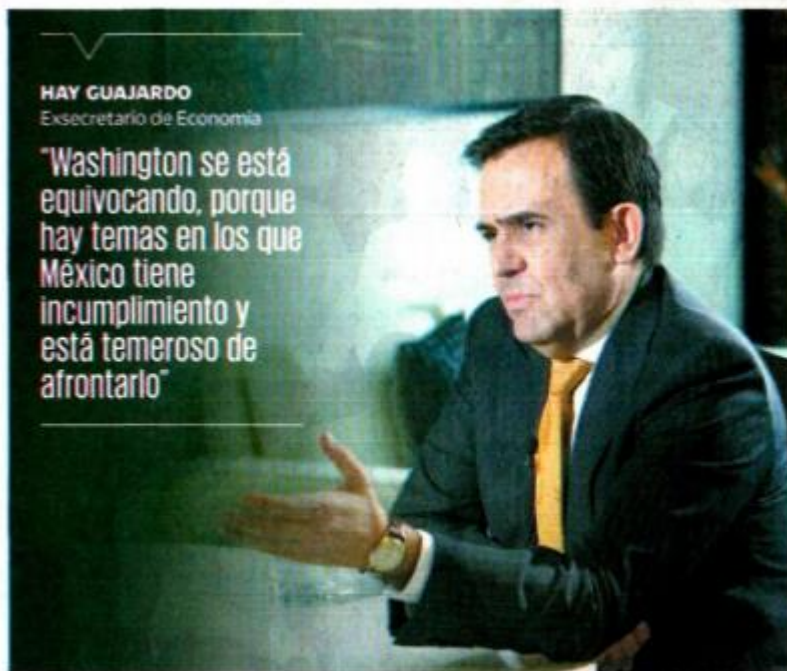 HAY GUAJARDO
Exsecretario de Economía
"Washington se está
equivocando, porque
hay temas en los que
México tiene
incumplimiento y
está temeroso de
afrontarlo"